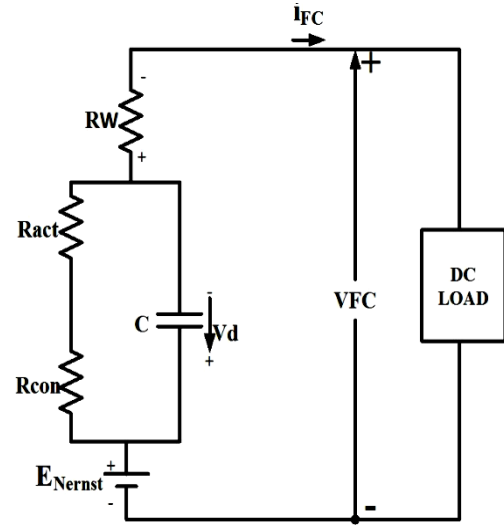 iFC
-
+
RW
+
Ract
-
C
Vd
+
VFC
DC
LOAD
Rcon
+
ENernst
-
-